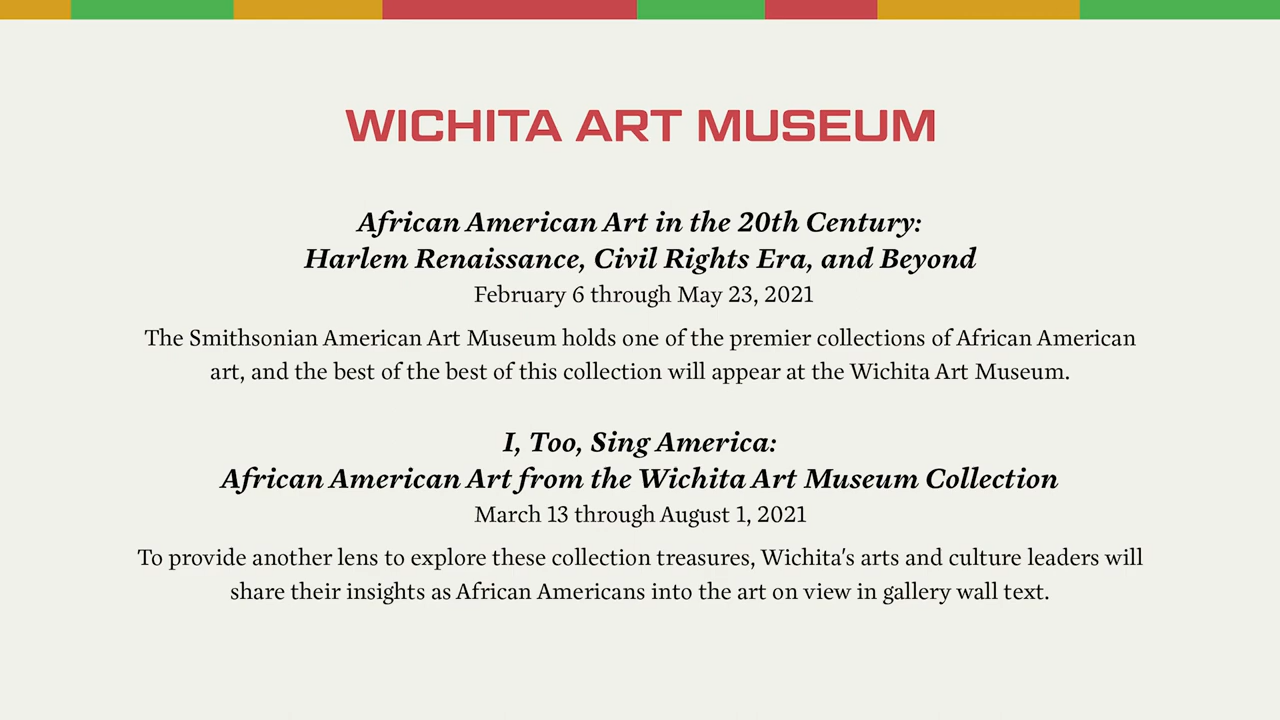 WICHITA ART MUSEUM
African American Art in the 20th Century:
Harlem Renaissance, Civil Rights Era, and Beyond
February 6 through May 23, 2021
The Smithsonian American Art Museum holds one of the premier collections of African American
art, and the best of the best of this collection will appear at the Wichita Art Museum.
I, Too, Sing America:
African American Art from the Wichita Art Museum Collection
March 13 through August 1, 2021
To provide another lens to explore these collection treasures, Wichita's arts and culture leaders will
share their insights as African Americans into the art on view in gallery wall text.